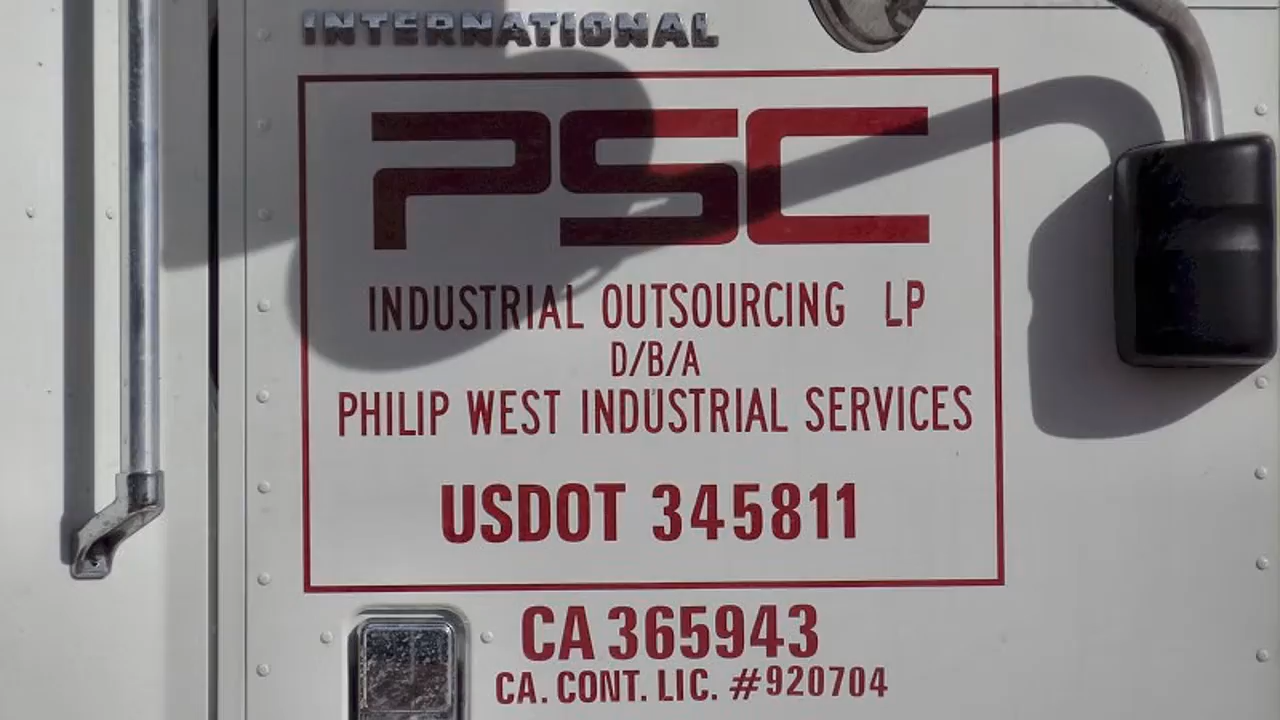 INTERNATIONAL
PSC
INDUSTRIAL OUTSOURCING LP
D/B/A
PHILIP WEST INDUSTRIAL SERVICES
USDOT 345811
CA 365943
CA. CONT. LIC. #920704